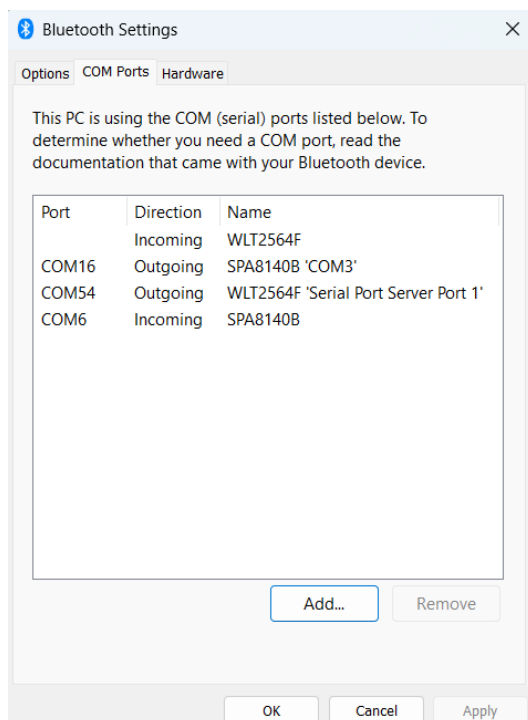 Bluetooth Settings
Options COM Ports Hardware
This PC is using the COM (serial) ports listed below. To
determine whether you need a COM port, read the
documentation that came with your Bluetooth device.
Port Direction Name
Incoming WLT2564F
COM16 Outgoing SPA8140B 'COM3'
COM54 Outgoing WLT2564F 'Serial Port Server Port 1'
COM6 Incoming SPA8140B
Add... Remove
OK Cancel Apply